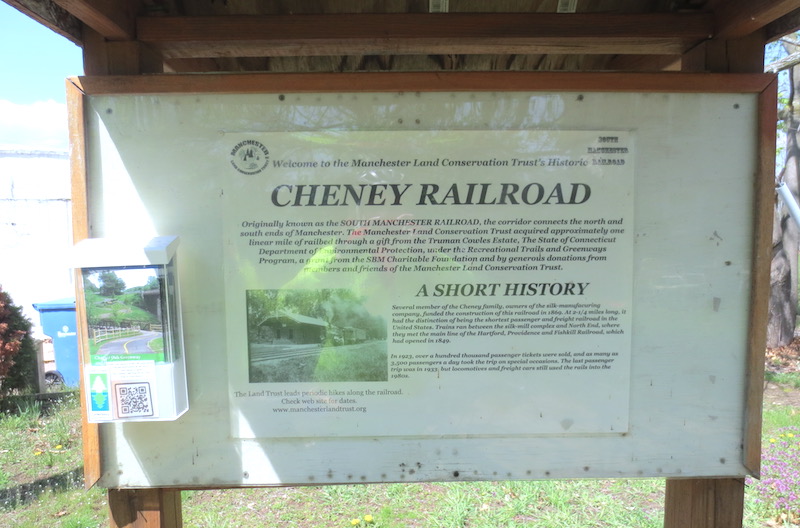 MANCHESTER
SOUTH
MANCHESTER
RAILROAD
Welcome to the Manchester Land Conservation Trust's Historic
CHENEY RAILROAD
Originally known as the SOUTH MANCHESTER RAILROAD, the corridor connects the north and
south ends of Manchester. The Manchester Land Conservation Trust acquired approximately one
linear mile of railbed through a gift from the Truman Cowles Estate, The State of Connecticut
Department of Environmental Protection, under the Recreational Trails and Greenways
Program, a grant from the SBM Charitable Foundation and by generous donations from
members and friends of the Manchester Land Conservation Trust.
A SHORT HISTORY
Several member of the Cheney family, owners of the silk-manufacuring
company, funded the construction of this railroad in 1869. At 2-1/4 miles long, it
had the distinction of being the shortest passenger and freight railroad in the
United States. Trains ran between the silk-mill complex and North End, where
they met the main line of the Hartford, Providence and Fishkill Railroad, which
had opened in 1849.
In 1923, over a hundred thousand passenger tickets were sold, and as many as
5,500 passengers a day took the trip on special occasions. The last passenger
trip was in 1933, but locomotives and freight cars still used the rails into the
1980s.
The Land Trust leads periodic hikes along the railroad.
Check web site for dates.
www.manchesterlandtrust.org